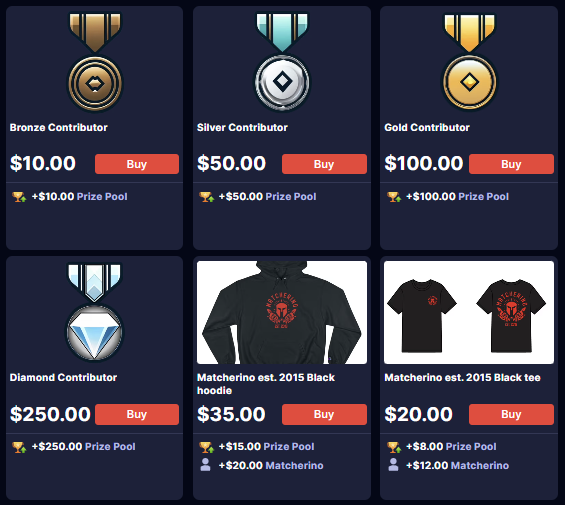 Bronze Contributor
$10.00 Buy
+$10.00 Prize Pool
Silver Contributor
$50.00 Buy
+$50.00 Prize Pool
Gold Contributor
$100.00 Buy
+$100.00 Prize Pool
Diamond Contributor
$250.00 Buy
+$250.00 Prize Pool
MATCHERINO
Matcherino est. 2015 Black
hoodie
$35.00 Buy
+$15.00 Prize Pool
+$20.00 Matcherino
MATCHERINO
Matcherino est. 2015 Black tee
$20.00 Buy
+$8.00 Prize Pool
+$12.00 Matcherino